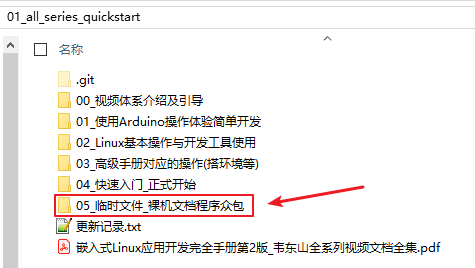 01_all_series_quickstart
名称
.git
00_视频体系介绍及引导
01_使用Arduino操作体验简单开发
02_Linux基本操作与开发工具使用
03_高级手册对应的操作(搭环境等)
04_快速入门_正式开始
05_临时文件_裸机文档程序众包
更新记录.txt
嵌入式Linux应用开发完全手册第2版_韦东山全系列视频文档全集.pdf